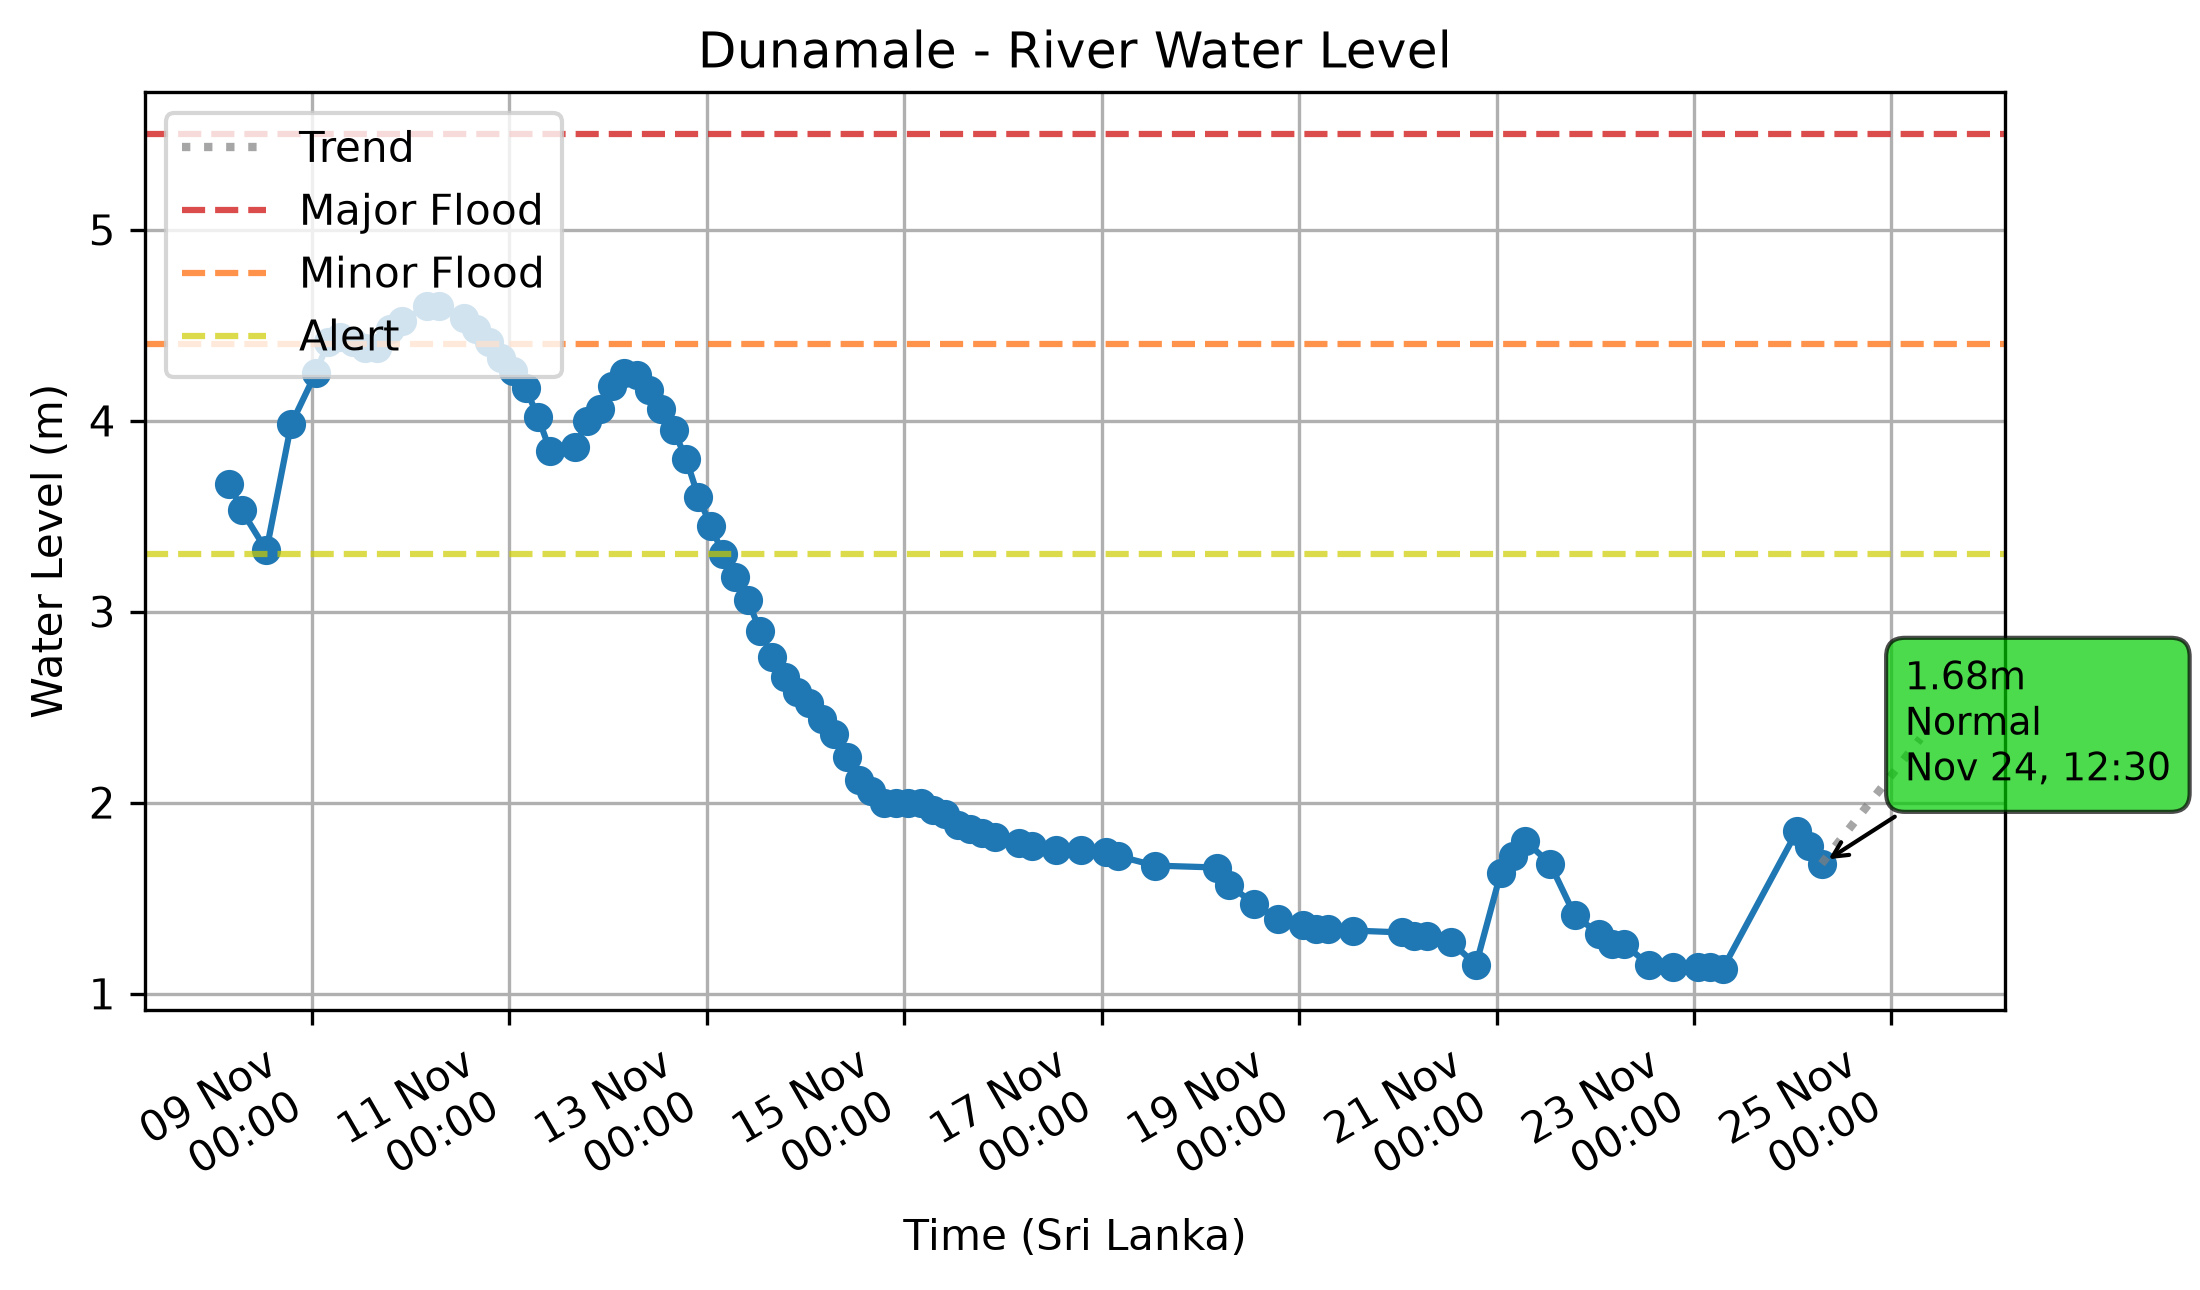 Dunamale - River Water Level
Trend
Major Flood
Minor Flood
Alert
5
4
3
2
1
Water Level (m)
1.68m
Normal
Nov 24, 12:30
09 Nov
00:00
11 Nov
00:00
13 Nov
00:00
15 Nov
00:00
17 Nov
00:00
19 Nov
00:00
21 Nov
00:00
23 Nov
00:00
25 Nov
00:00
Time (Sri Lanka)